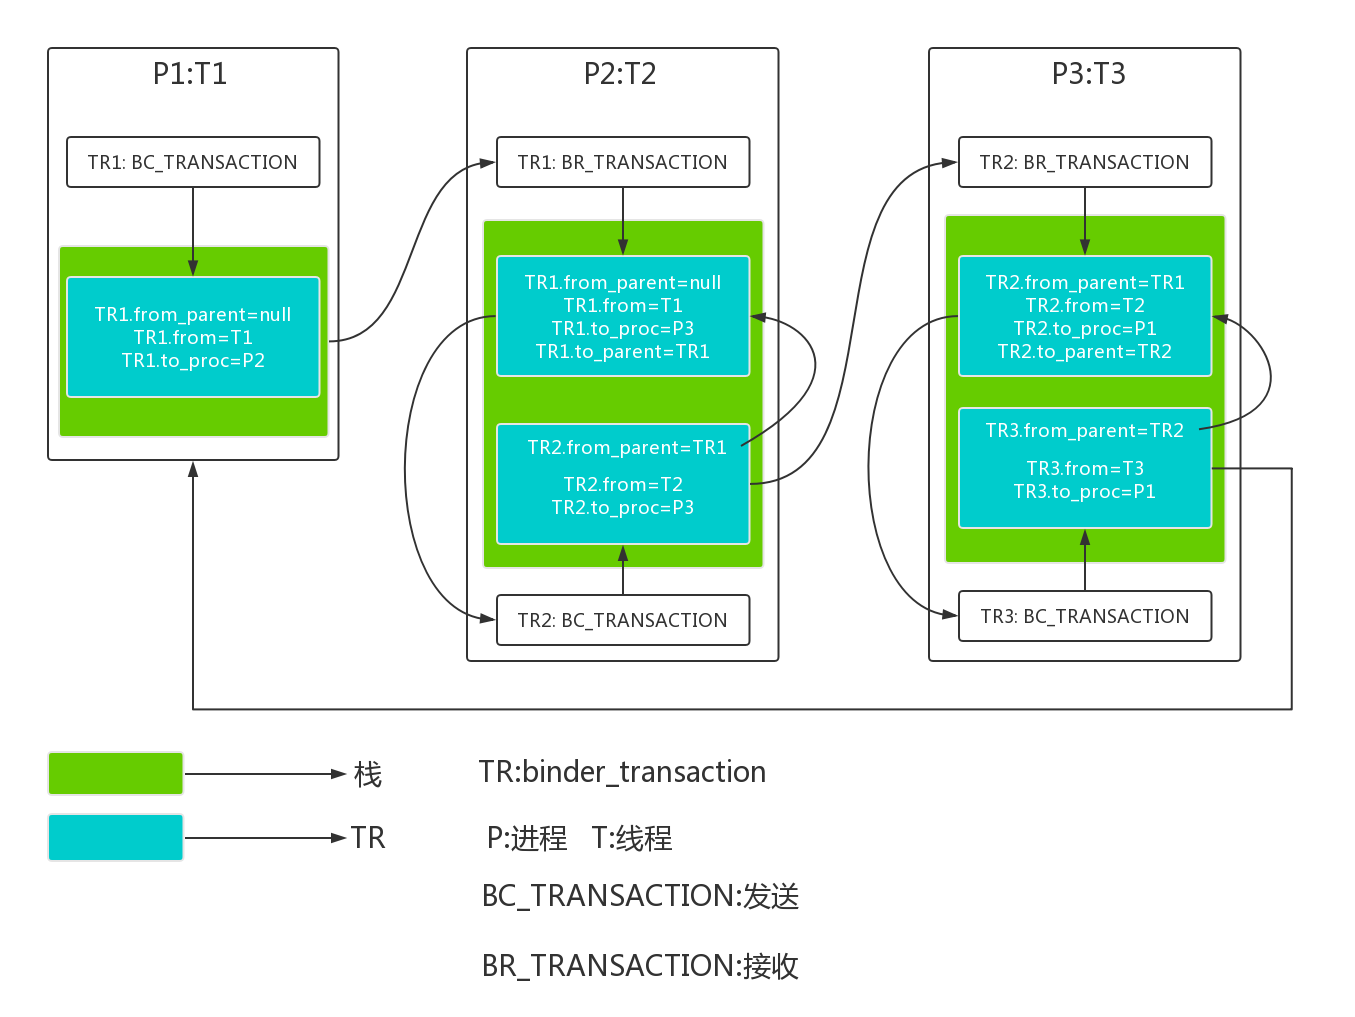 P1:T1
TR1: BC_TRANSACTION
TR1.from_parent=null
TR1.from=T1
TR1.to_proc=P2
P2:T2
TR1: BR_TRANSACTION
TR1.from_parent=null
TR1.from=T1
TR1.to_proc=P3
TR1.to_parent=TR1
TR2.from_parent=TR1
TR2.from=T2
TR2.to_proc=P3
TR2: BC_TRANSACTION
P3:T3
TR2: BR_TRANSACTION
TR2.from_parent=TR1
TR2.from=T2
TR2.to_proc=P1
TR2.to_parent=TR2
TR3.from_parent=TR2
TR3.from=T3
TR3.to_proc=P1
TR3: BC_TRANSACTION
栈
TR:binder_transaction
TR
P:进程 T:线程
BC_TRANSACTION:发送
BR_TRANSACTION:接收